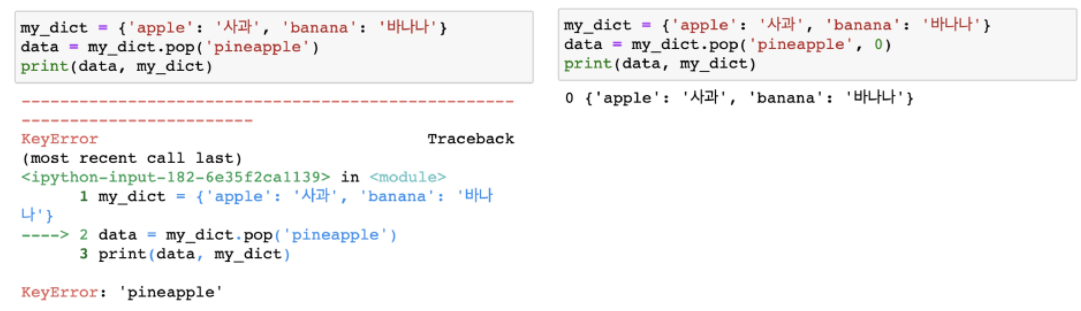 my_dict = {'apple': '사과', 'banana': '바나나'}
data = my_dict.pop('pineapple')
print(data, my_dict)
---------------------------------------------------
------------------------
KeyError                                  Traceback
(most recent call last)
<ipython-input-182-6e35f2ca1139> in <module>
      1 my_dict = {'apple': '사과', 'banana': '바나
나'}
----> 2 data = my_dict.pop('pineapple')
      3 print(data, my_dict)
KeyError: 'pineapple'
my_dict = {'apple': '사과', 'banana': '바나나'}
data = my_dict.pop('pineapple', 0)
print(data, my_dict)
0 {'apple': '사과', 'banana': '바나나'}